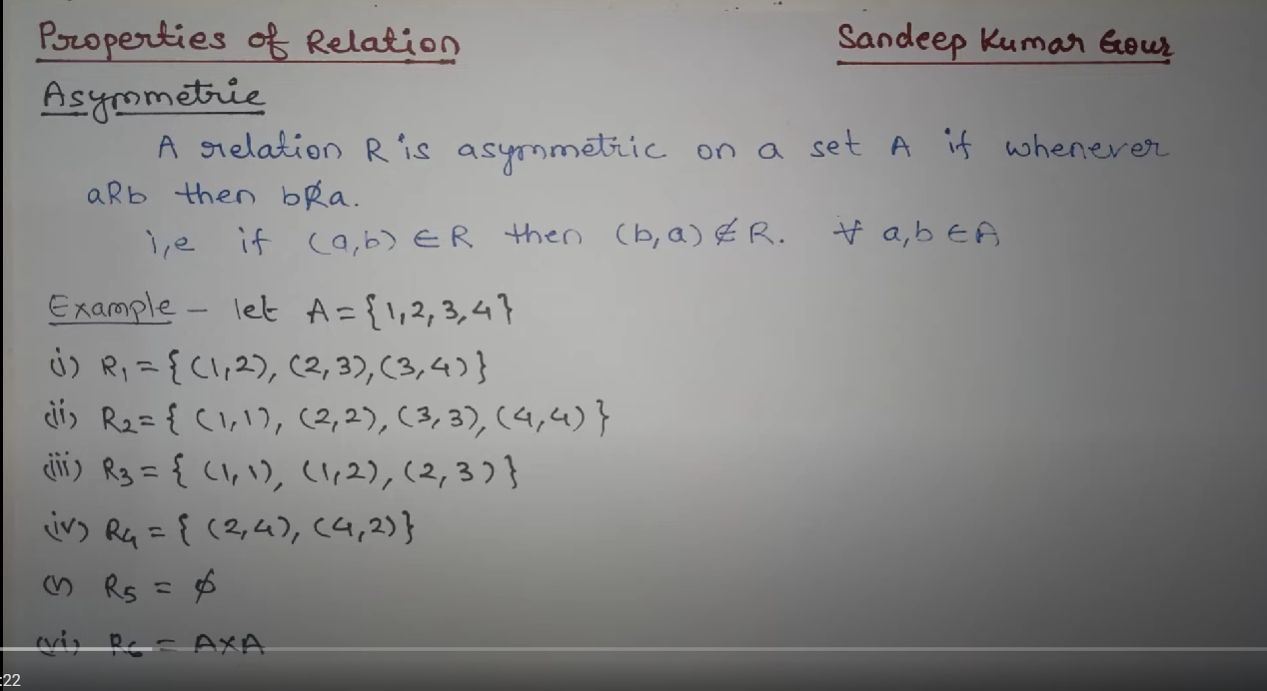 Properties of Relation
Sandeep Kumar Gour
Asymmetric
A relation R is asymmetric on a set A if whenever
aRb then bR̸a.
i,e if (a,b) ∈ R then (b,a) ∉ R. ∀ a,b ∈ A
Example - let A = {1,2,3,4}
(i) R₁ = { (1,2), (2,3), (3,4) }
(ii) R₂ = { (1,1), (2,2), (3,3), (4,4) }
(iii) R₃ = { (1,1), (1,2), (2,3) }
(iv) R₄ = { (2,4), (4,2) }
(v) R₅ = ϕ
(vi) R₆ = A×A
:22